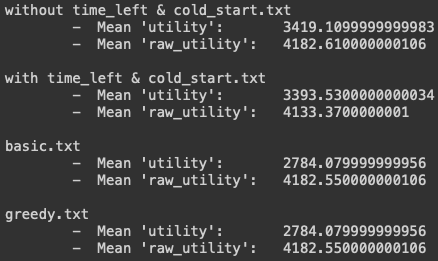 without time_left & cold_start.txt
- Mean 'utility': 3419.1099999999983
- Mean 'raw_utility': 4182.610000000106
with time_left & cold_start.txt
- Mean 'utility': 3393.5300000000034
- Mean 'raw_utility': 4133.3700000001
basic.txt
- Mean 'utility': 2784.079999999956
- Mean 'raw_utility': 4182.550000000106
greedy.txt
- Mean 'utility': 2784.079999999956
- Mean 'raw_utility': 4182.550000000106